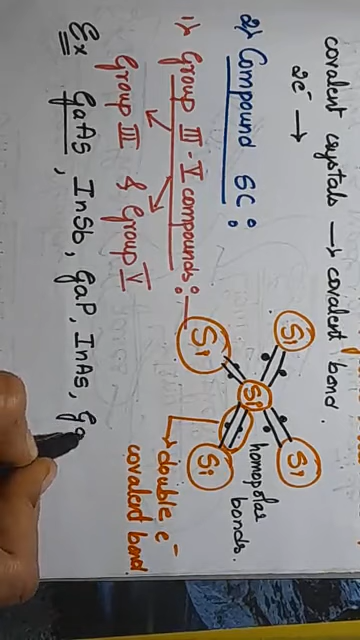 covalent crystals → covalent bond.
2e⁻ →
2) Compound SC :
1) Group III - V compounds :-
Group III & Group V
Ex GaAs, InSb, GaP, InAs, Ga
Si
Si
Si
Si
Si
homopolar
bonds.
→ double e⁻
covalent bond.